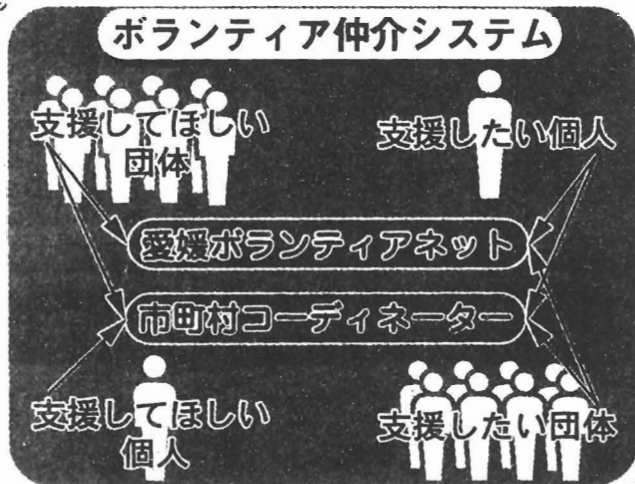 ボランティア仲介システム
支援してほしい
団体
支援したい個人
愛媛ボランティアネット
市町村コーディネーター
支援してほしい
個人
支援したい団体